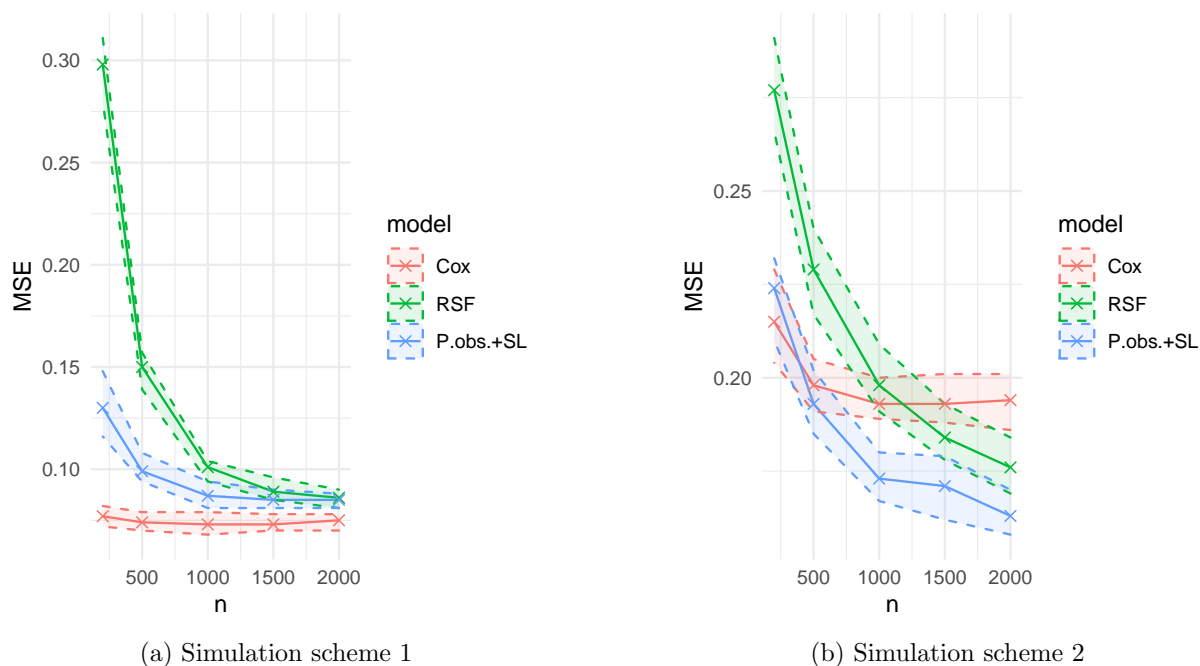 0.30
0.25
0.20
0.15
0.10
MSE
500 1000 1500 2000
n
model
Cox
RSF
P.obs.+SL
(a) Simulation scheme 1
0.25
0.20
MSE
500 1000 1500 2000
n
model
Cox
RSF
P.obs.+SL
(b) Simulation scheme 2